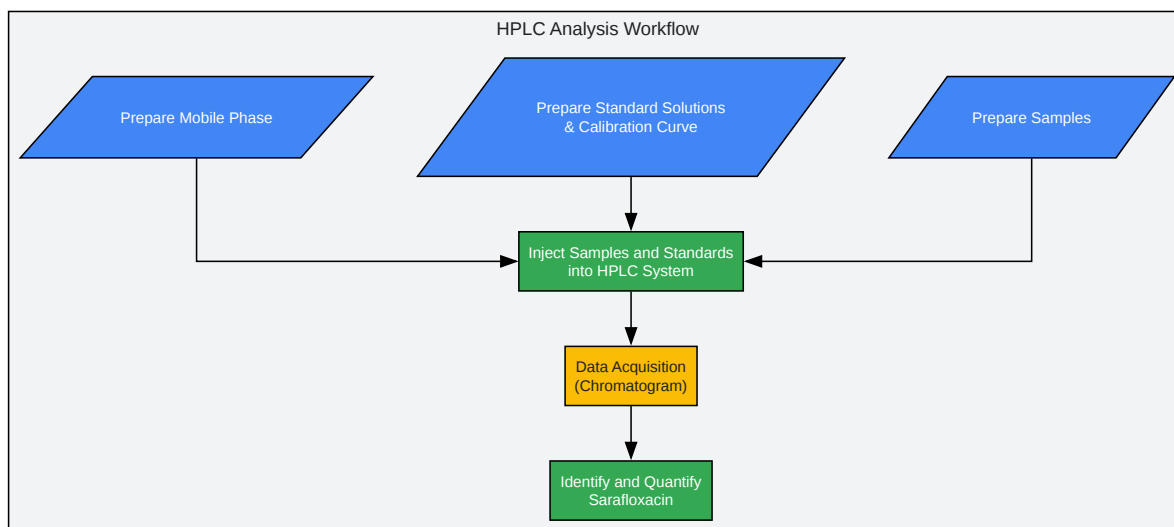 HPLC Analysis Workflow
Prepare Mobile Phase
Prepare Standard Solutions
& Calibration Curve
Prepare Samples
Inject Samples and Standards
into HPLC System
Data Acquisition
(Chromatogram)
Identify and Quantify
Sarafloxacin